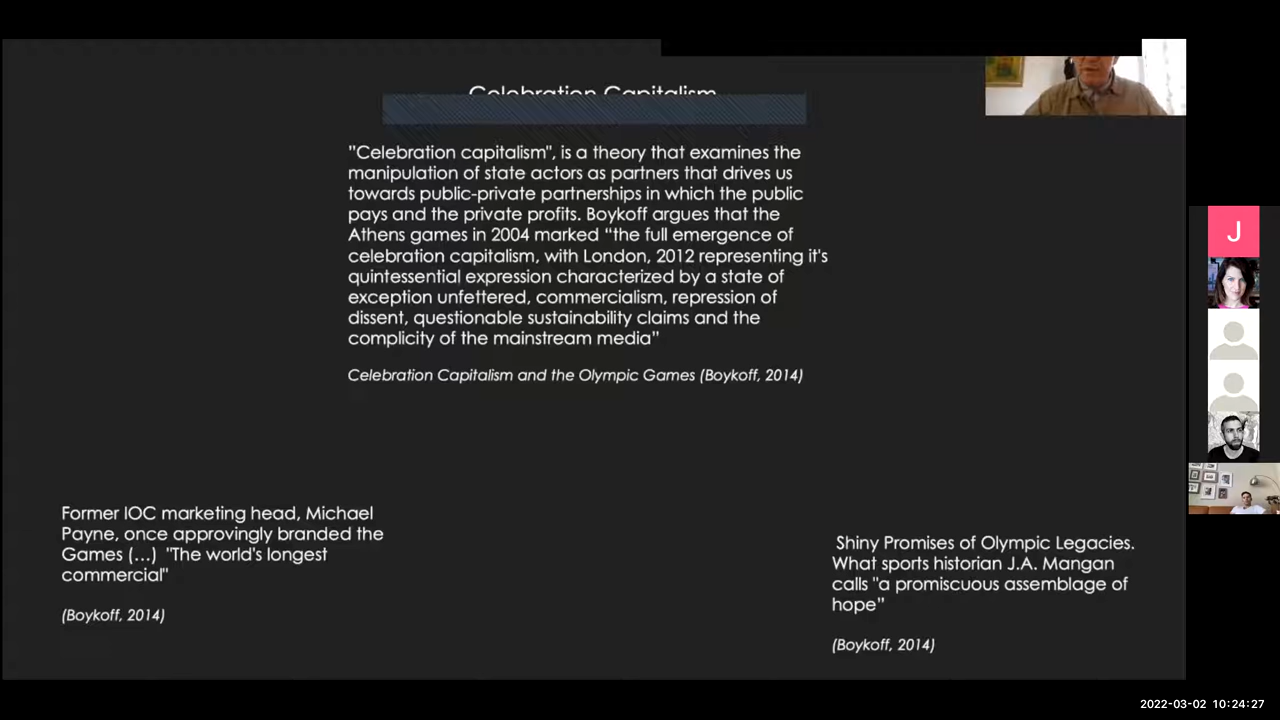 Celebration Capitalism
"Celebration capitalism", is a theory that examines the
manipulation of state actors as partners that drives us
towards public-private partnerships in which the public
pays and the private profits. Boykoff argues that the
Athens games in 2004 marked “the full emergence of
celebration capitalism, with London, 2012 representing it's
quintessential expression characterized by a state of
exception unfettered, commercialism, repression of
dissent, questionable sustainability claims and the
complicity of the mainstream media”
Celebration Capitalism and the Olympic Games (Boykoff, 2014)
Former IOC marketing head, Michael
Payne, once approvingly branded the
Games (...) "The world's longest
commercial"
(Boykoff, 2014)
Shiny Promises of Olympic Legacies.
What sports historian J.A. Mangan
calls "a promiscuous assemblage of
hope”
(Boykoff, 2014)
J
2022-03-02 10:24:27